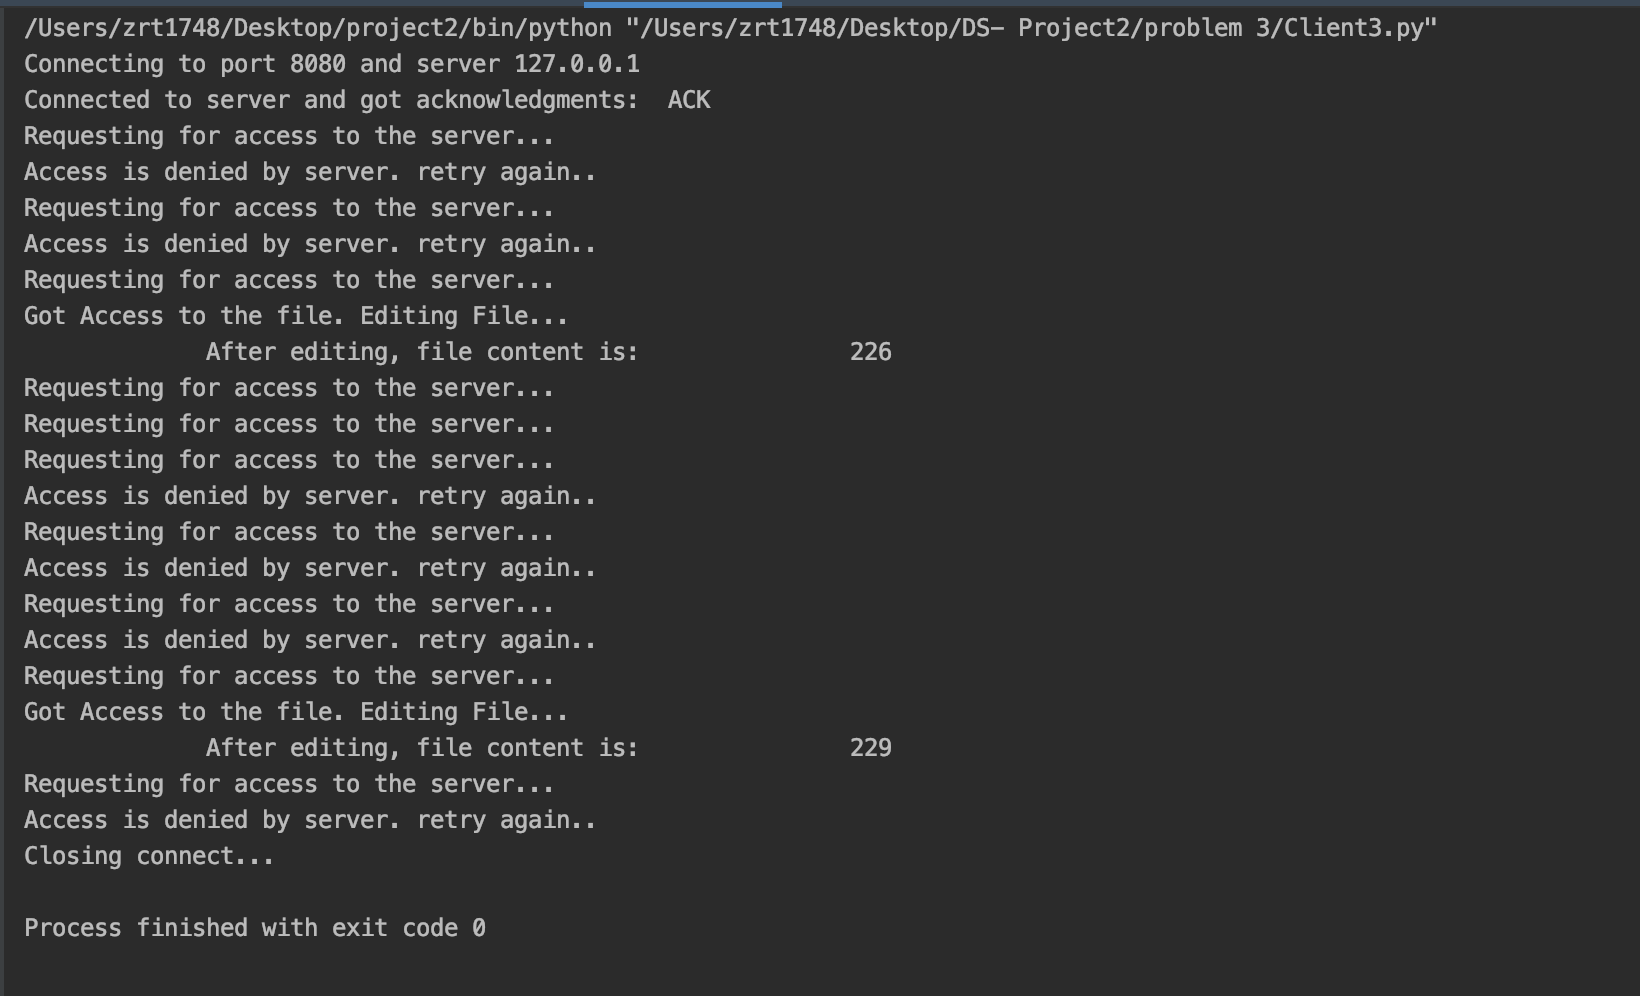 /Users/zrt1748/Desktop/project2/bin/python "/Users/zrt1748/Desktop/DS- Project2/problem 3/Client3.py"
Connecting to port 8080 and server 127.0.0.1
Connected to server and got acknowledgments:  ACK
Requesting for access to the server...
Access is denied by server. retry again..
Requesting for access to the server...
Access is denied by server. retry again..
Requesting for access to the server...
Got Access to the file. Editing File...
             After editing, file content is:               226
Requesting for access to the server...
Requesting for access to the server...
Requesting for access to the server...
Access is denied by server. retry again..
Requesting for access to the server...
Access is denied by server. retry again..
Requesting for access to the server...
Access is denied by server. retry again..
Requesting for access to the server...
Got Access to the file. Editing File...
             After editing, file content is:               229
Requesting for access to the server...
Access is denied by server. retry again..
Closing connect...

Process finished with exit code 0